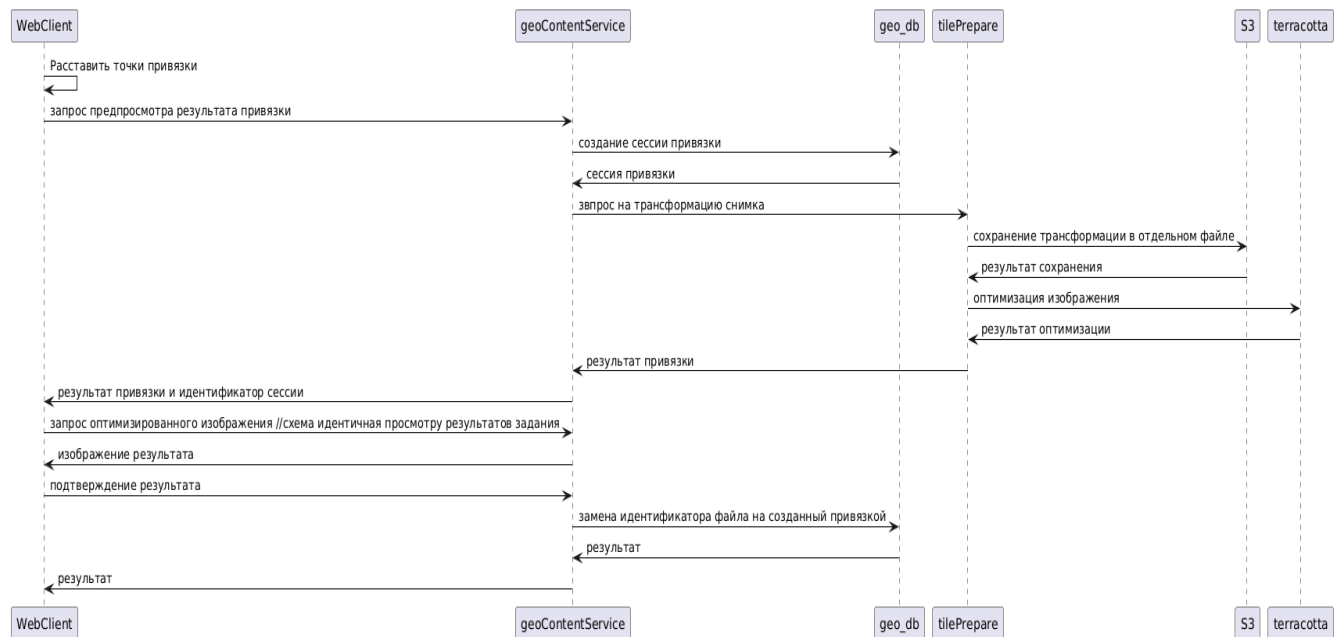 WebClient geoContentService geo_db tilePrepare S3 terracotta
Расставить точки привязки
запрос предпросмотра результата привязки
создание сессии привязки
сессия привязки
звпрос на трансформацию снимка
сохранение трансформации в отдельном файле
результат сохранения
оптимизация изображения
результат оптимизации
результат привязки
результат привязки и идентификатор сессии
запрос оптимизированного изображения //схема идентичная просмотру результатов задания
изображение результата
подтверждение результата
замена идентификатора файла на созданный привязкой
результат
результат
WebClient geoContentService geo_db tilePrepare S3 terracotta